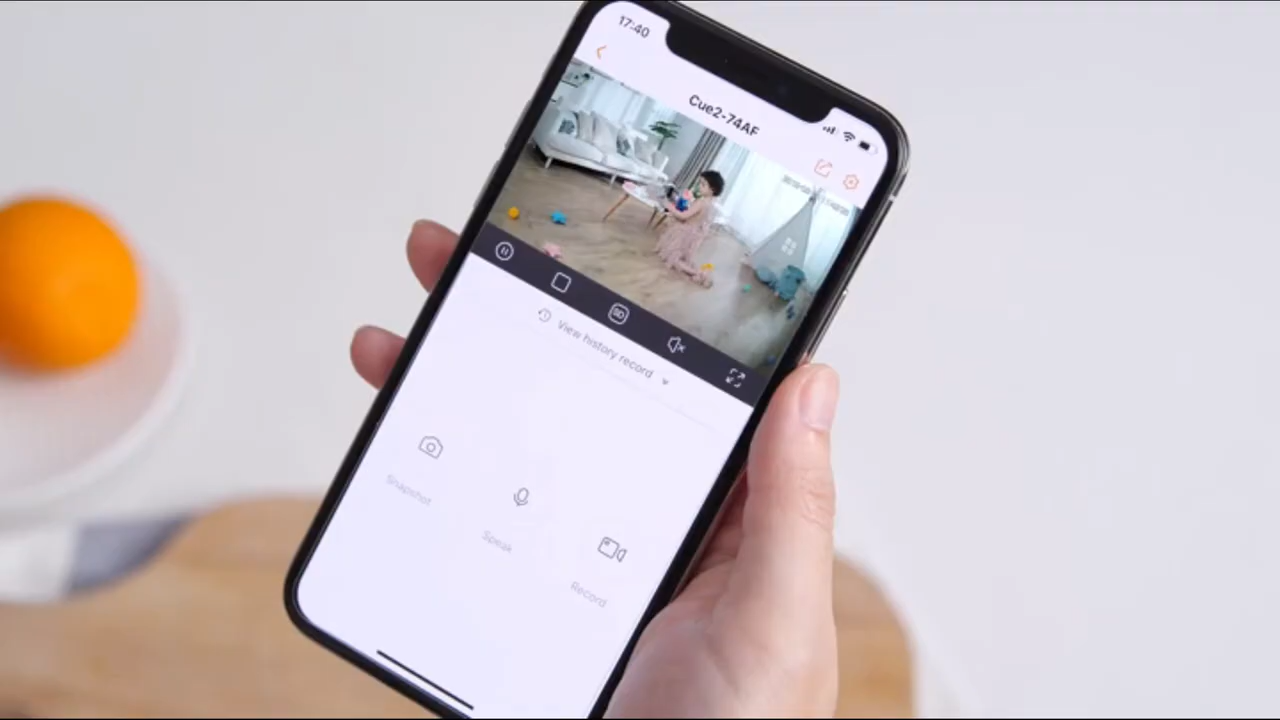 17:40
Cue2-74AF
SD
View history record
Snapshot
Speak
Record